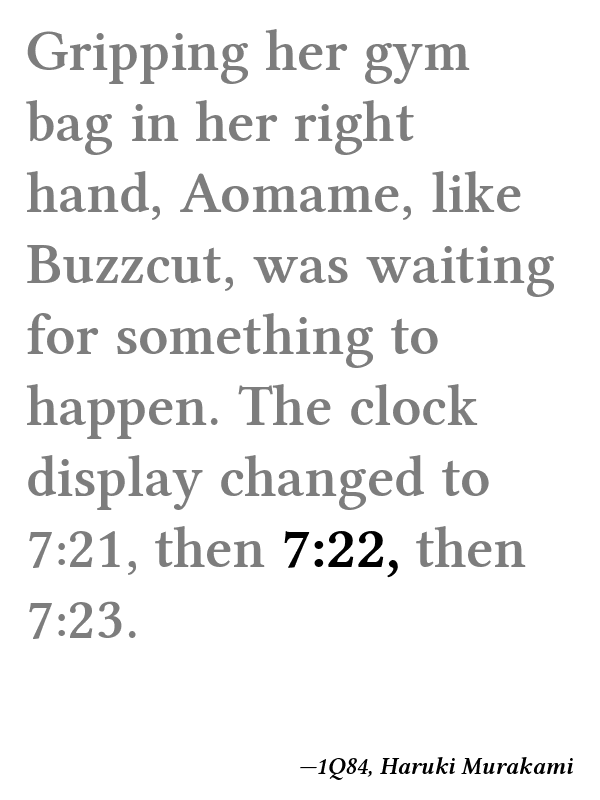 Gripping her gym
bag in her right
hand, Aomame, like
Buzzcut, was waiting
for something to
happen. The clock
display changed to
7:21, then 7:22, then
7:23.
—1Q84, Haruki Murakami